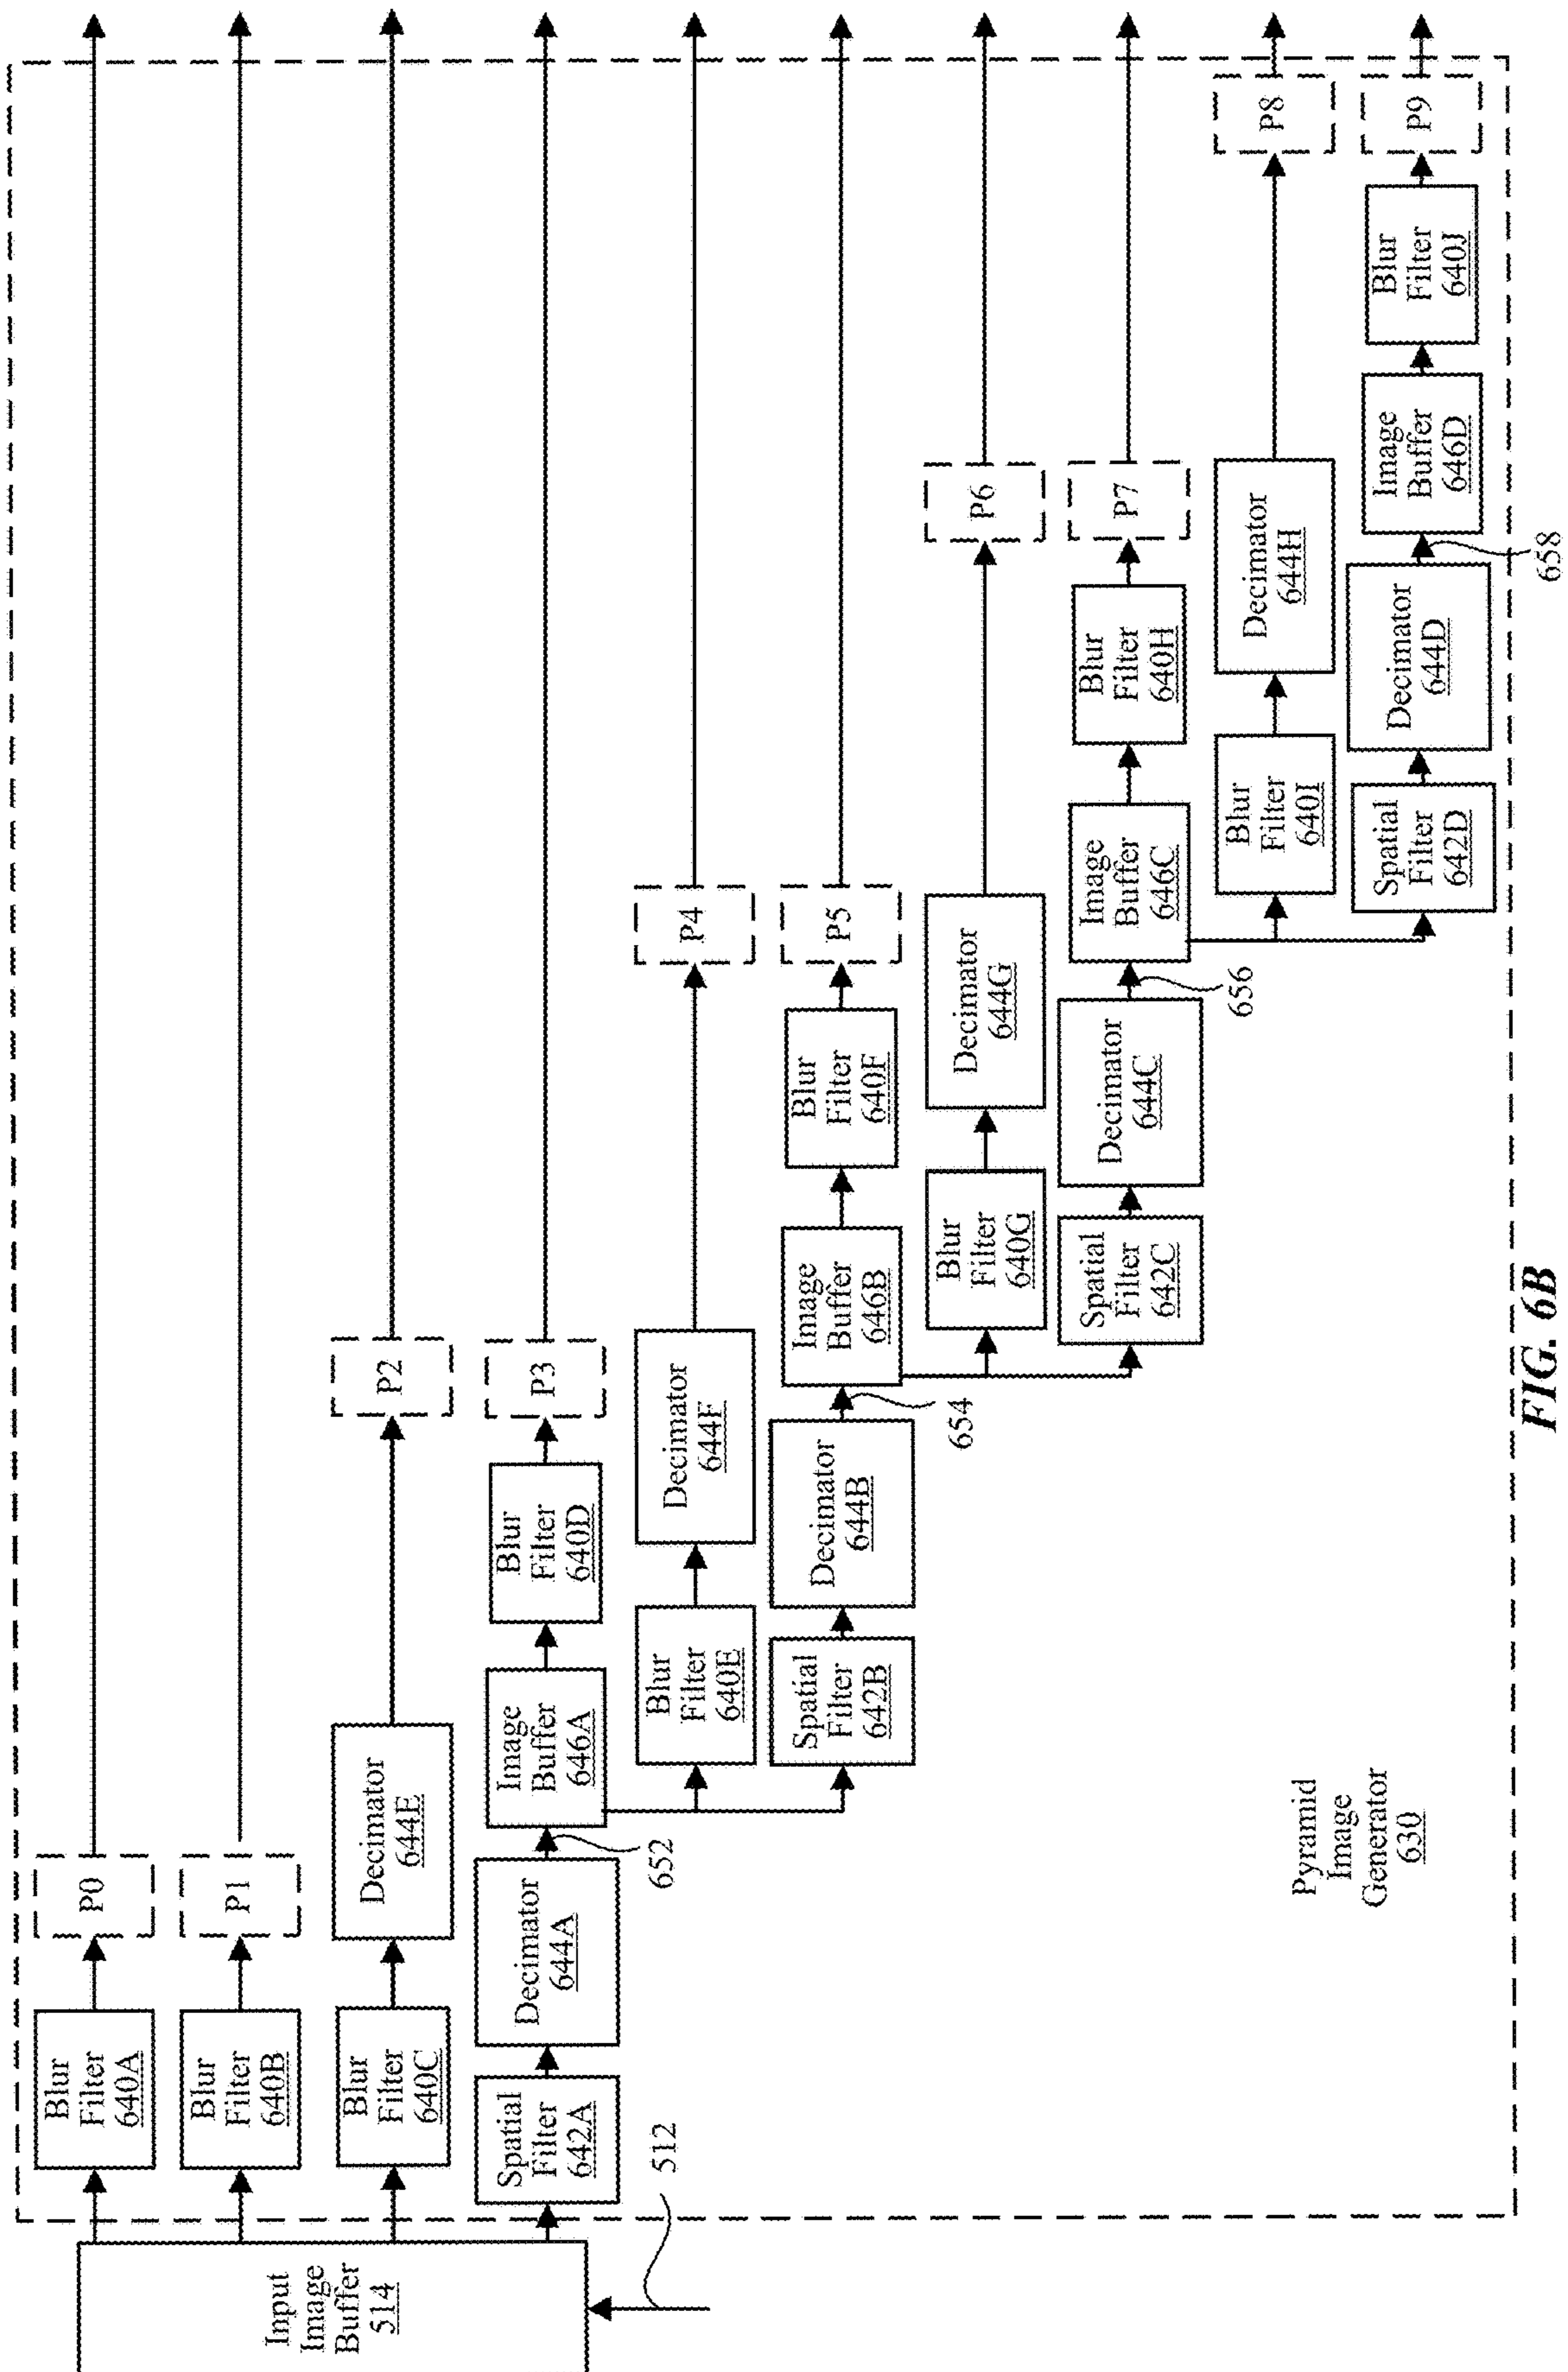 Input
Image
Buffer
514
512
Blur
Filter
640A
P0
Blur
Filter
640B
P1
Blur
Filter
640C
Decimator
644E
P2
Spatial
Filter
642A
Decimator
644A
652
Image
Buffer
646A
Blur
Filter
640D
P3
Blur
Filter
640E
Decimator
644F
P4
Spatial
Filter
642B
Decimator
644B
654
Image
Buffer
646B
Blur
Filter
640F
P5
Blur
Filter
640G
Decimator
644G
P6
Spatial
Filter
642C
Decimator
644C
656
Image
Buffer
646C
Blur
Filter
640H
P7
Blur
Filter
640I
Decimator
644H
P8
Spatial
Filter
642D
Decimator
644D
658
Image
Buffer
646D
Blur
Filter
640J
P9
Pyramid
Image
Generator
630
FIG. 6B